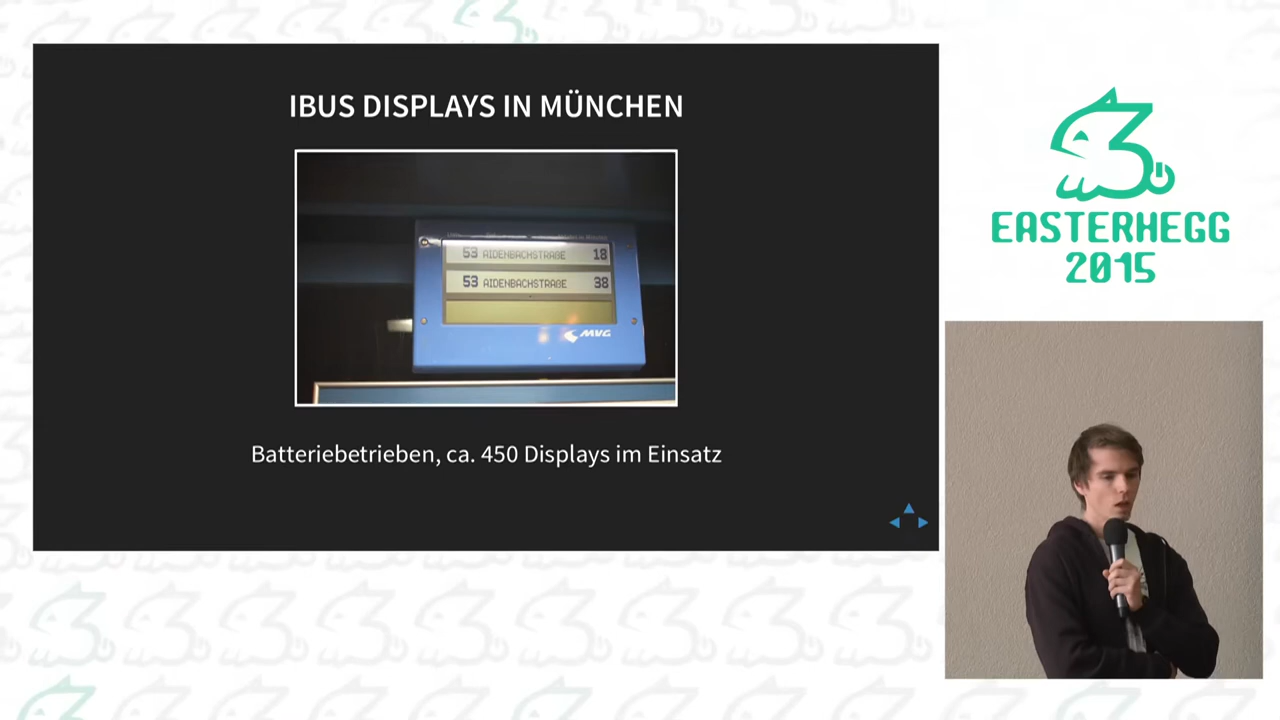 IBUS DISPLAYS IN MÜNCHEN
53 AIDENBACHSTRAßE 18
53 AIDENBACHSTRAßE 38
MVG
Batteriebetrieben, ca. 450 Displays im Einsatz
EASTERHEGG
2015